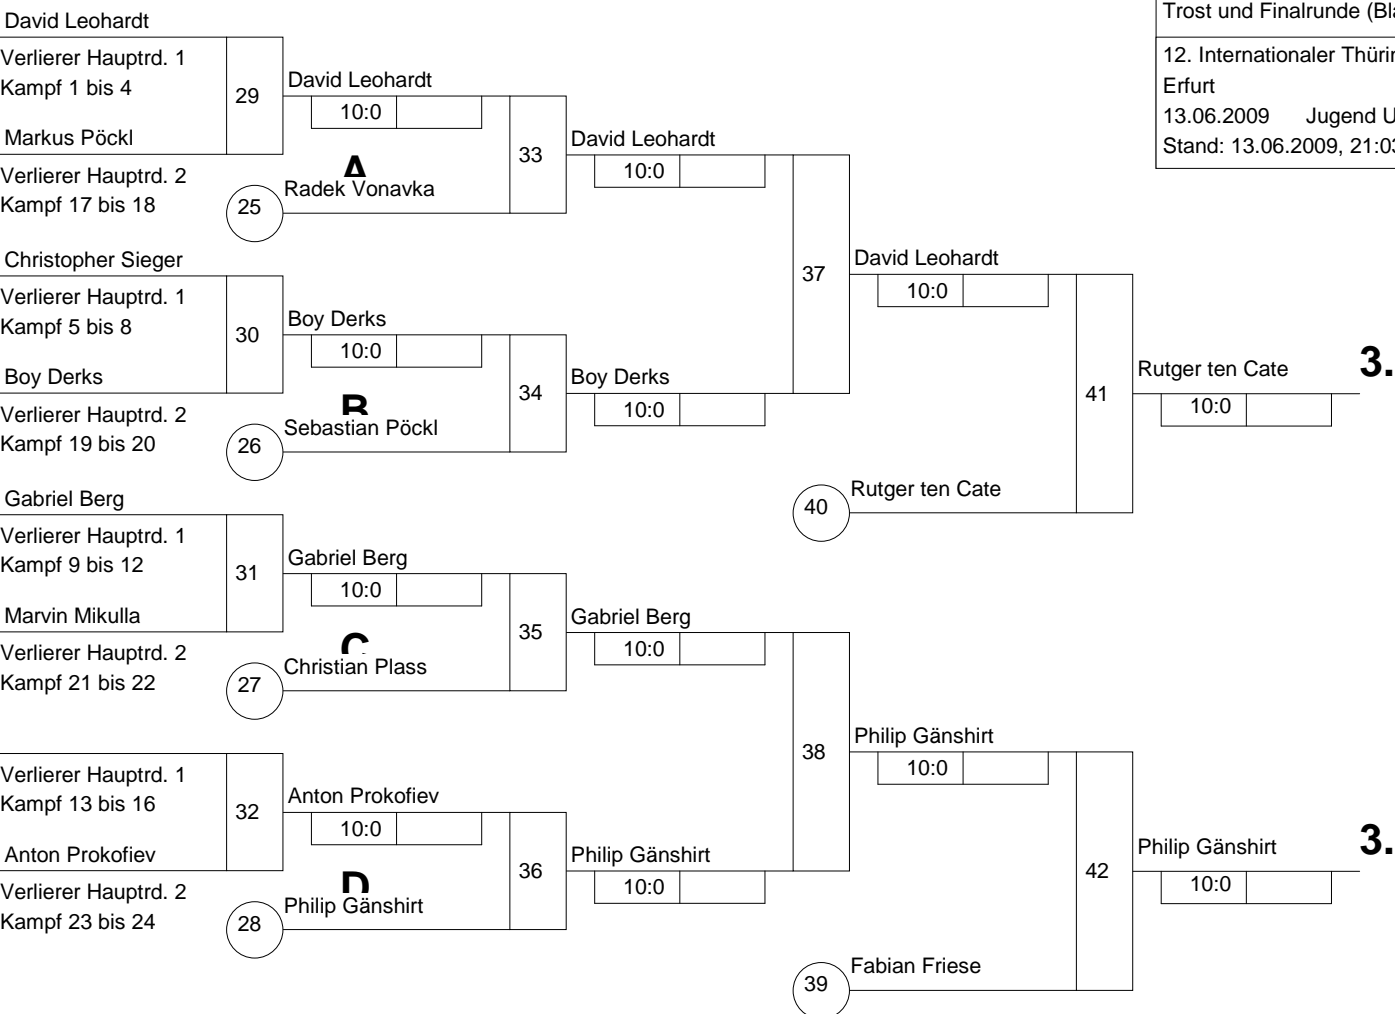 David Leohardt
Verlierer Hauptrd. 1
Kampf 1 bis 4
29
Markus Pöckl
Verlierer Hauptrd. 2
Kampf 17 bis 18
David Leohardt
10:0
A
25
Radek Vonavka
33
David Leohardt
10:0
Christopher Sieger
Verlierer Hauptrd. 1
Kampf 5 bis 8
30
Boy Derks
Verlierer Hauptrd. 2
Kampf 19 bis 20
Boy Derks
10:0
B
26
Sebastian Pöckl
34
Boy Derks
10:0
37
David Leohardt
10:0
Gabriel Berg
Verlierer Hauptrd. 1
Kampf 9 bis 12
31
Marvin Mikulla
Verlierer Hauptrd. 2
Kampf 21 bis 22
Gabriel Berg
10:0
C
27
Christian Plass
35
Gabriel Berg
10:0
Verlierer Hauptrd. 1
Kampf 13 bis 16
32
Anton Prokofiev
Verlierer Hauptrd. 2
Kampf 23 bis 24
Anton Prokofiev
10:0
D
28
Philip Gänshirt
36
Philip Gänshirt
10:0
38
Philip Gänshirt
10:0
40
Rutger ten Cate
41
Rutger ten Cate
10:0
3.
39
Fabian Friese
42
Philip Gänshirt
10:0
3.
Trost und Finalrunde
12. Internationaler
Erfurt
13.06.2009 Jugend
Stand: 13.06.2009,